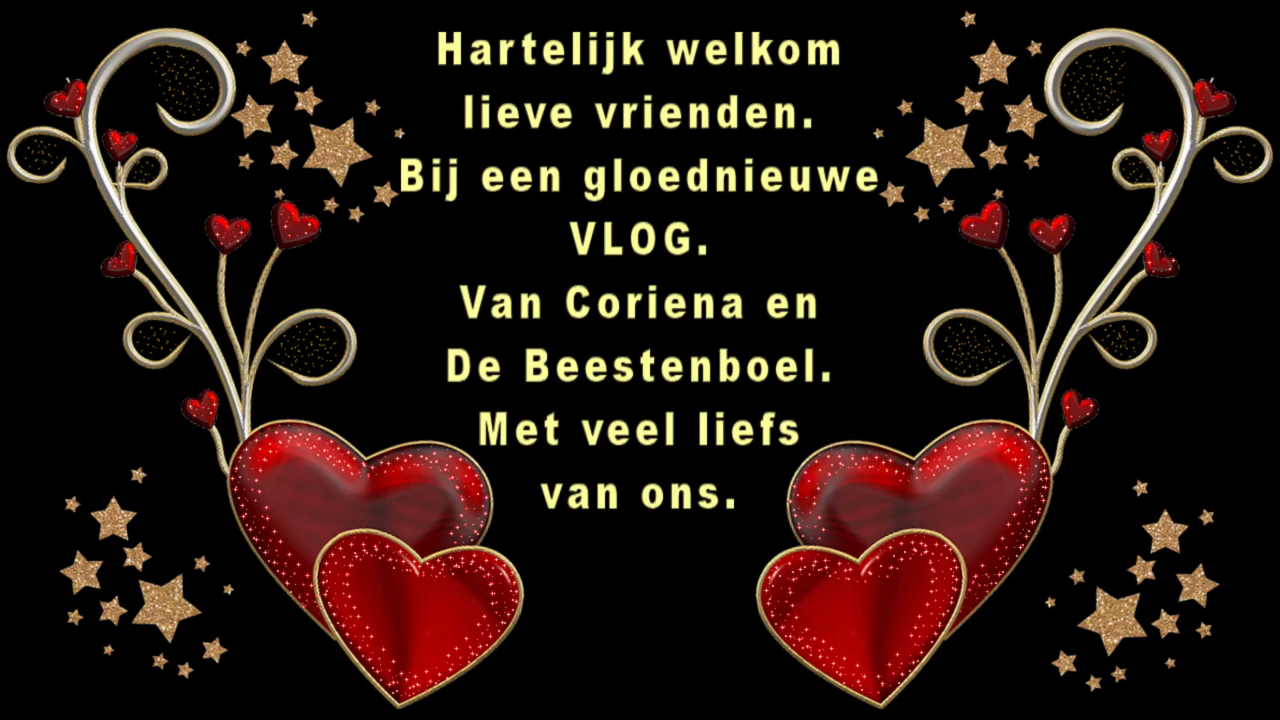 Hartelijk welkom
lieve vrienden.
Bij een gloednieuwe
VLOG.
Van Coriena en
De Beestenboel.
Met veel liefs
van ons.